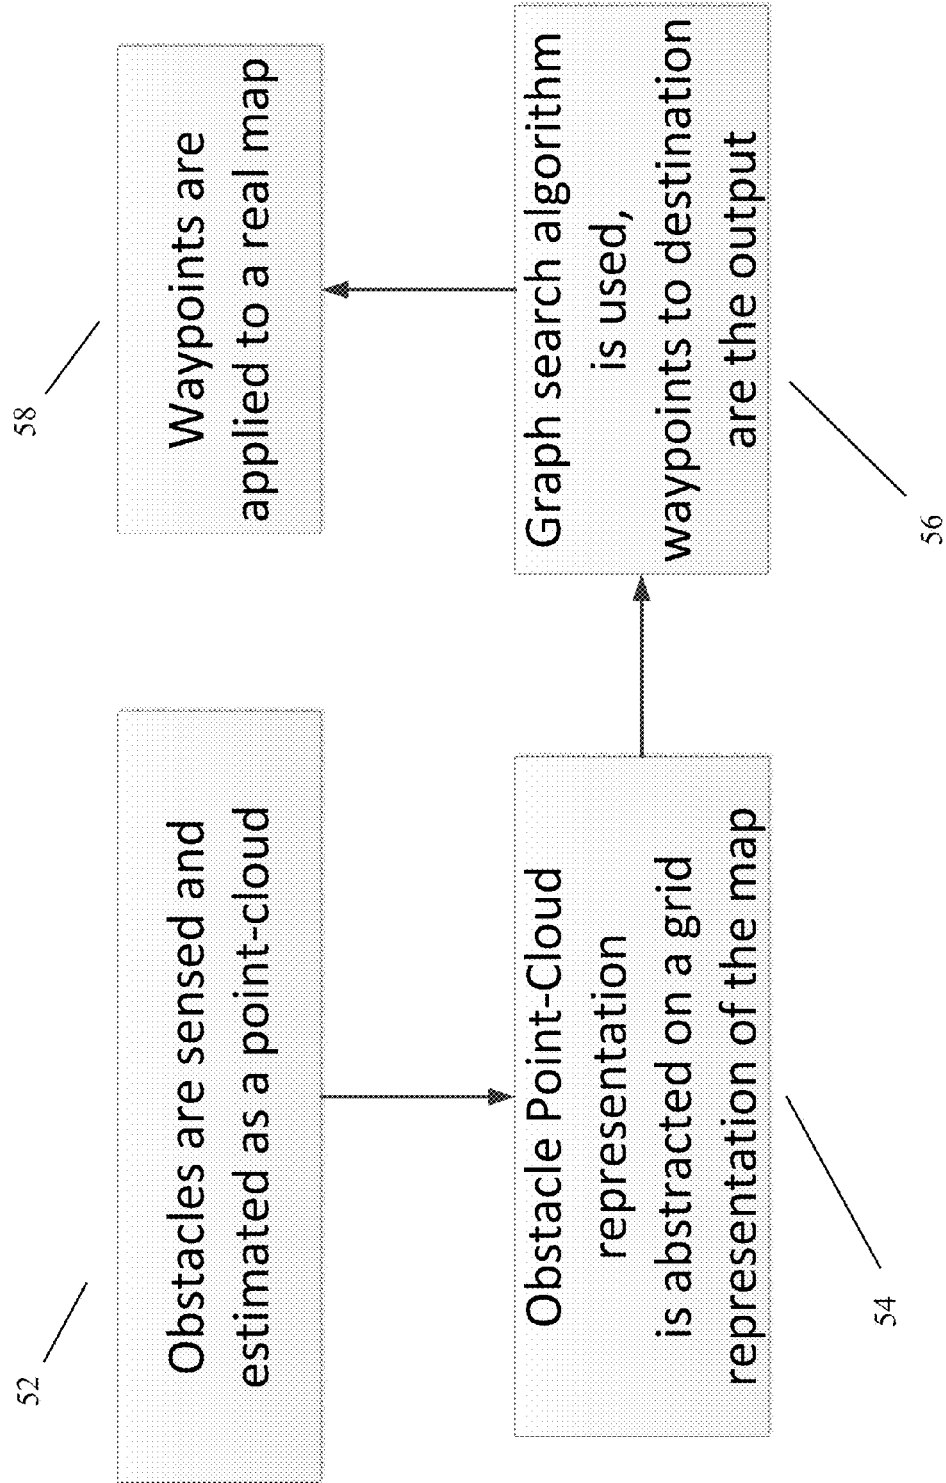 52
Obstacles are sensed and
estimated as a point-cloud
54
Obstacle Point-Cloud
representation
is abstracted on a grid
representation of the map
56
Graph search algorithm
is used,
waypoints to destination
are the output
58
Waypoints are
applied to a real map